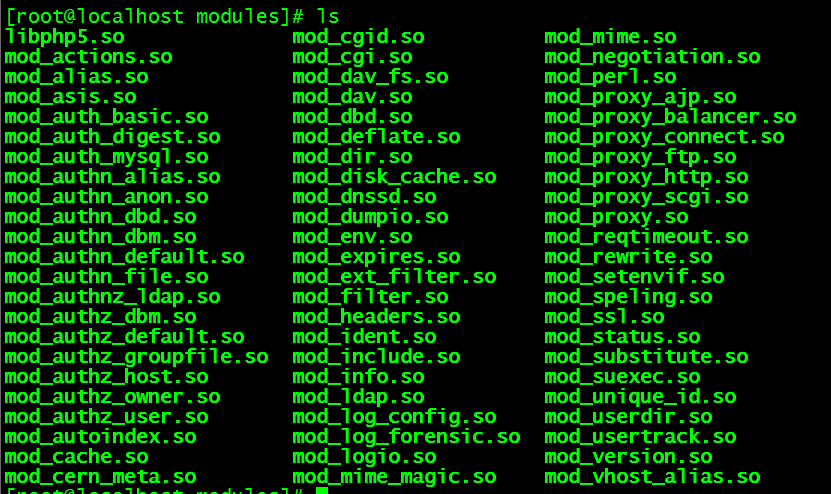 [root@localhost modules]# ls
libphp5.so mod_cgid.so mod_mime.so
mod_actions.so mod_cgi.so mod_negotiation.so
mod_alias.so mod_dav_fs.so mod_perl.so
mod_asis.so mod_dav.so mod_proxy_ajp.so
mod_auth_basic.so mod_dbd.so mod_proxy_balancer.so
mod_auth_digest.so mod_deflate.so mod_proxy_connect.so
mod_auth_mysql.so mod_dir.so mod_proxy_ftp.so
mod_authn_alias.so mod_disk_cache.so mod_proxy_http.so
mod_authn_anon.so mod_dnssd.so mod_proxy_scgi.so
mod_authn_dbd.so mod_dumpio.so mod_proxy.so
mod_authn_dbm.so mod_env.so mod_reqtimeout.so
mod_authn_default.so mod_expires.so mod_rewrite.so
mod_authn_file.so mod_ext_filter.so mod_setenvif.so
mod_authnz_ldap.so mod_filter.so mod_speling.so
mod_authz_dbm.so mod_headers.so mod_ssl.so
mod_authz_default.so mod_ident.so mod_status.so
mod_authz_groupfile.so mod_include.so mod_substitute.so
mod_authz_host.so mod_info.so mod_suexec.so
mod_authz_owner.so mod_ldap.so mod_unique_id.so
mod_authz_user.so mod_log_config.so mod_userdir.so
mod_autoindex.so mod_log_forensic.so mod_usertrack.so
mod_cache.so mod_logio.so mod_version.so
mod_cern_meta.so mod_mime_magic.so mod_vhost_alias.so
[root@localhost modules]#